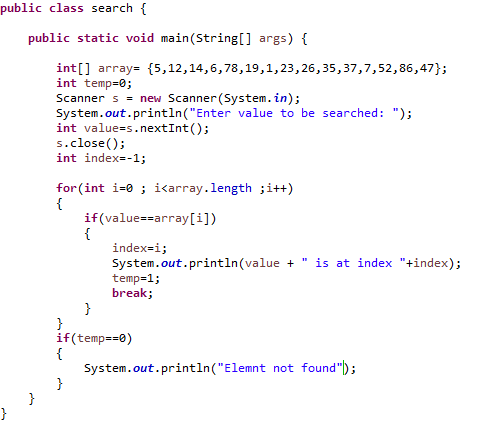 public class search {
public static void main(String[] args) {
int[] array= {5,12,14,6,78,19,1,23,26,35,37,7,52,86,47};
int temp=0;
Scanner s = new Scanner(System.in);
System.out.println("Enter value to be searched: ");
int value=s.nextInt();
s.close();
int index=-1;
for(int i=0 ; i<array.length ;i++)
{
if(value==array[i])
{
index=i;
System.out.println(value + " is at index "+index);
temp=1;
break;
}
}
if(temp==0)
{
System.out.println("Elemnt not found");
}
}
}